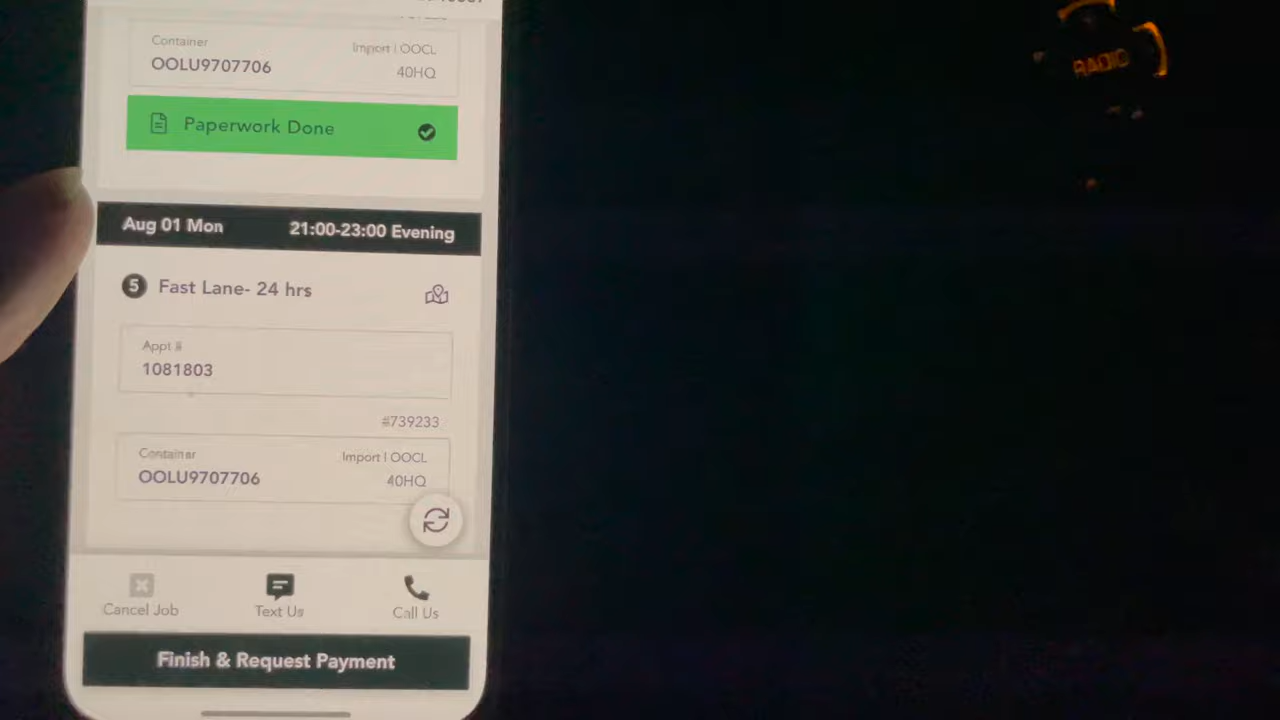 Container
Import | OOCL
OOLU9707706
40HQ
Paperwork Done
Aug 01 Mon
21:00-23:00 Evening
5 Fast Lane- 24 hrs
Appt #
1081803
#739233
Container
Import | OOCL
OOLU9707706
40HQ
Cancel Job
Text Us
Call Us
Finish & Request Payment
RADIO